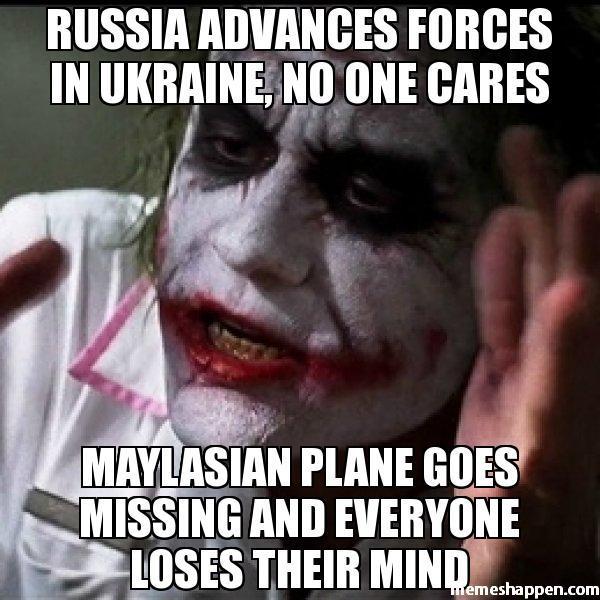 RUSSIA ADVANCES FORCES
IN UKRAINE, NO ONE CARES
MAYLASIAN PLANE GOES
MISSING AND EVERYONE
LOSES THEIR MIND
memeshappen.com